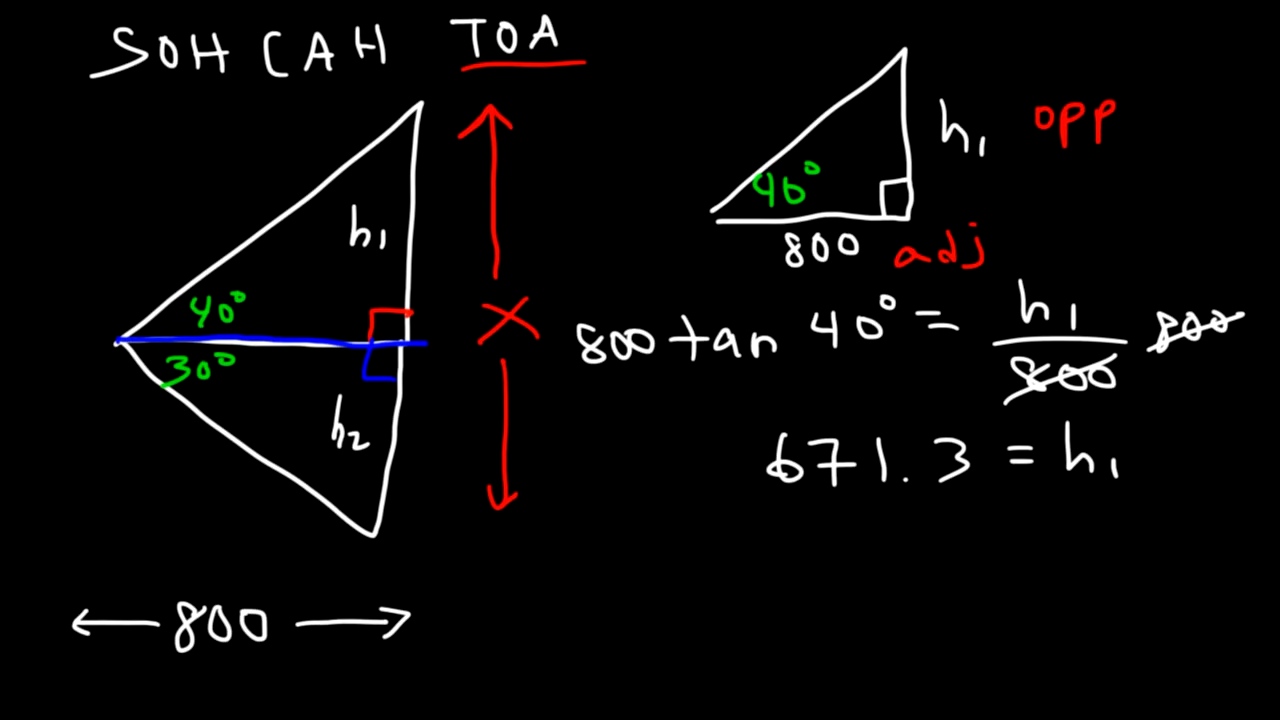 SOH CAH TOA
h₁
40°
30°
h₂
X
800
40°
h₁ opp
800 adj
800 tan 40° = h₁/800 800
671.3 = h₁